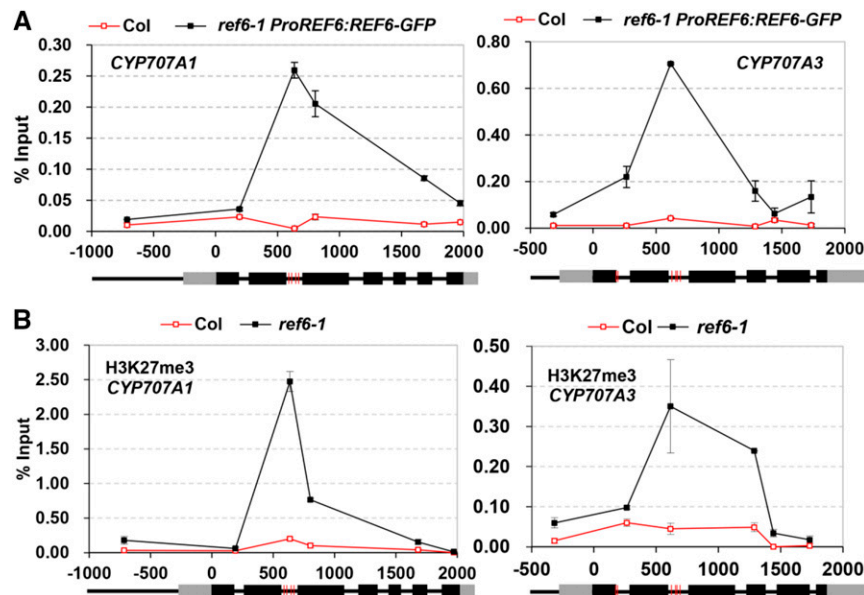 A
Col ref6-1 ProREF6:REF6-GFP
CYP707A1
% Input
0.30
0.25
0.20
0.15
0.10
0.05
0.00
-1000 -500 0 500 1000 1500 2000
Col ref6-1 ProREF6:REF6-GFP
CYP707A3
0.80
0.60
0.40
0.20
0.00
-500 0 500 1000 1500 2000
B
Col ref6-1
H3K27me3
CYP707A1
% Input
3.00
2.50
2.00
1.50
1.00
0.50
0.00
-1000 -500 0 500 1000 1500 2000
Col ref6-1
H3K27me3
CYP707A3
0.50
0.40
0.30
0.20
0.10
0.00
-500 0 500 1000 1500 2000